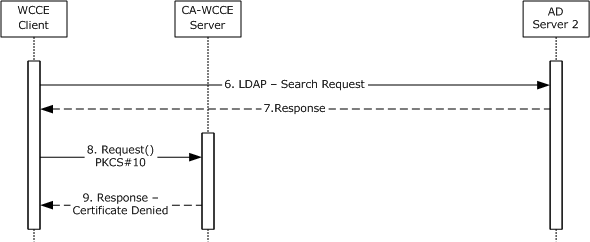 WCCE
Client
CA-WCCE
Server
AD
Server 2
6. LDAP – Search Request
7.Response
8. Request()
PKCS#10
9. Response –
Certificate Denied